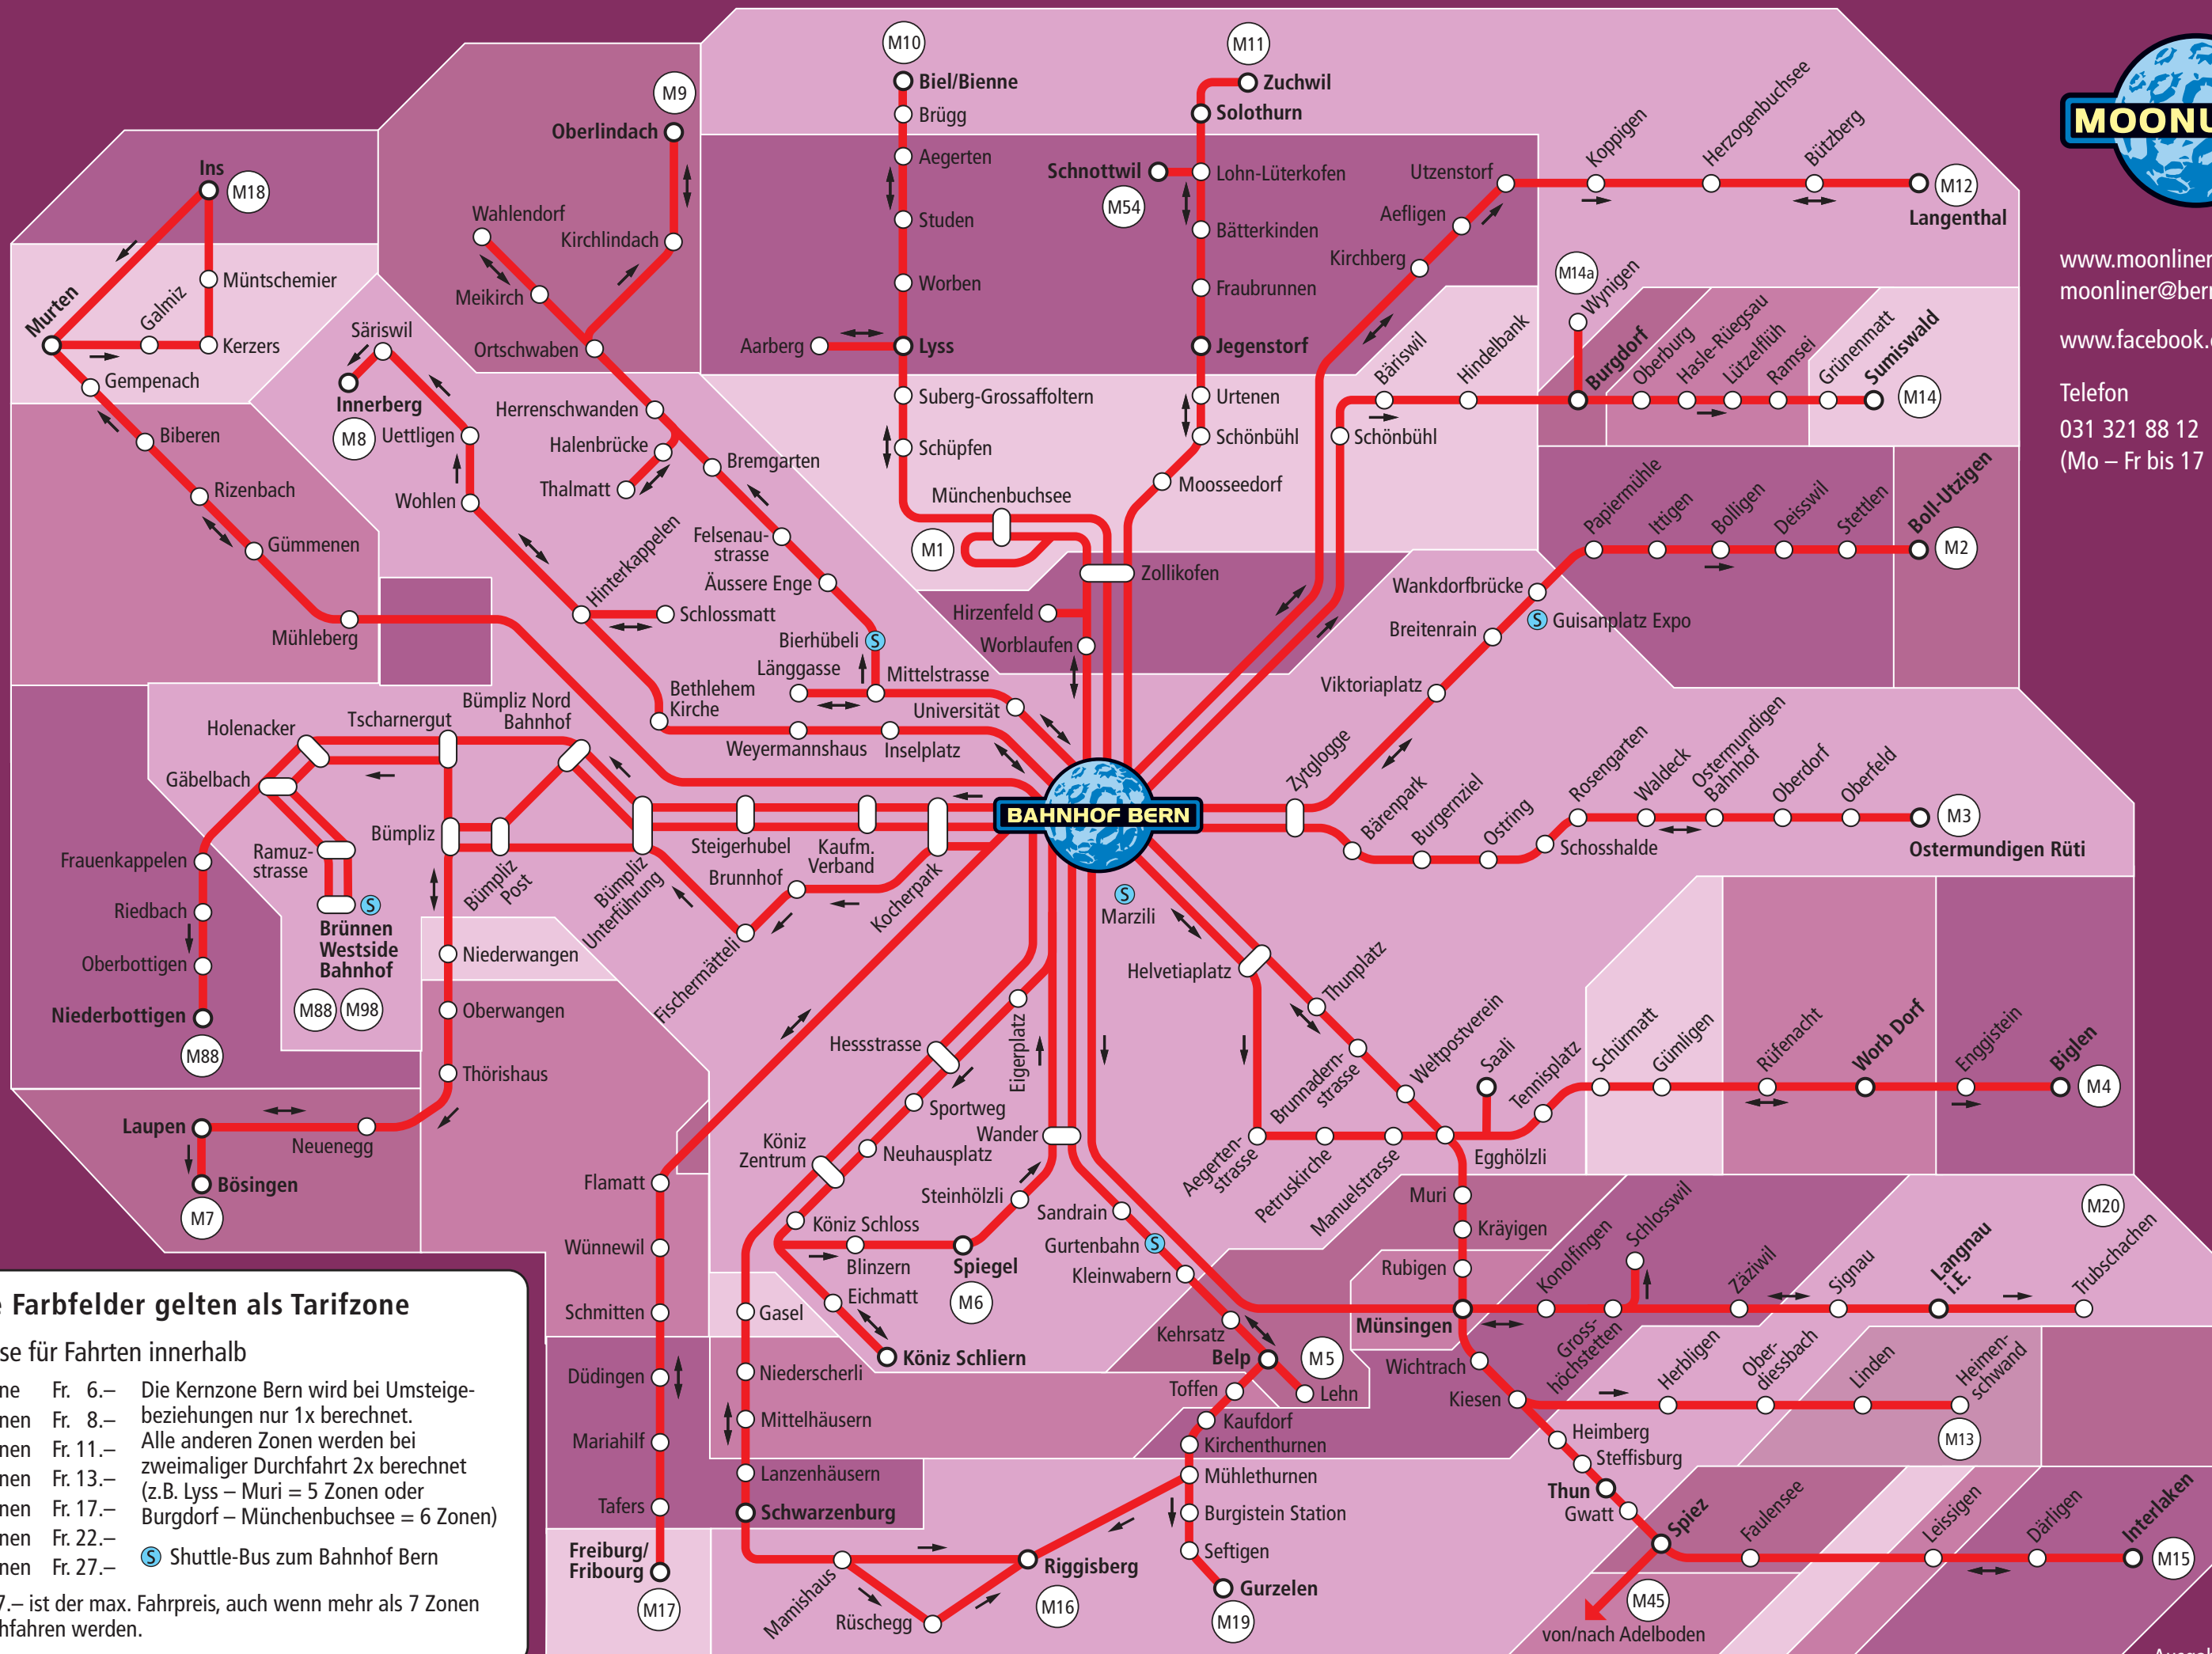 M10
Biel/Bienne
Brügg
Aegerten
Studen
Worben
Aarberg
Lyss
Suberg-Grossaffoltern
Schüpfen
Münchenbuchsee
M1
Zollikofen
Hirzenfeld
Worblaufen
M11
Zuchwil
Solothurn
Schnottwil
M54
Lohn-Lüterkofen
Bätterkinden
Fraubrunnen
Jegenstorf
Urtenen
Schönbühl
Moosseedorf
M9
Oberlindach
Wahlendorf
Kirchlindach
Meikirch
Ortschwaben
Herrenschwanden
Halenbrücke
Thalmatt
Bremgarten
Felsenau-
strasse
Äussere Enge
Bierhübeli
S
Länggasse
Mittelstrasse
Universität
Ins
M18
Müntschemier
Murten
Galmiz
Kerzers
Gempenach
Biberen
Rizenbach
Gümmenen
Mühleberg
Säriswil
Innerberg
M8
Uettligen
Wohlen
Hinterkappelen
Schlossmatt
Bethlehem
Kirche
Weyermannshaus
Inselplatz
Utzenstorf
Aefligen
Kirchberg
Koppigen
Herzogenbuchsee
Bützberg
M12
Langenthal
M14a
Wynigen
Bäriswil
Hindelbank
Schönbühl
Burgdorf
Oberburg
Hasle-Rüegsau
Lützelflüh
Ramsei
Grünenmatt
Sumiswald
M14
www.facebook.
Telefon
031 321 88 12
(Mo – Fr bis 17
Papiermühle
Ittigen
Bolligen
Deisswil
Stettlen
Boll-Utzigen
M2
Wankdorfbrücke
S Guisanplatz Expo
Breitenrain
Viktoriaplatz
Zytglogge
Bärenpark
Burgernziel
Ostring
Schosshalde
Rosengarten
Waldeck
Ostermundigen
Bahnhof
Oberdorf
Oberfeld
M3
Ostermundigen Rüti
BAHNHOF BERN
Holenacker
Tscharnergut
Bümpliz Nord
Bahnhof
Gäbelbach
Bümpliz
Ramuz-
strasse
Bümpliz
Post
Bümpliz
Unterführung
Steigerhubel
Kaufm.
Verband
Kocherpark
Brunnhof
Fischermätteli
S
Brünnen
Westside
Bahnhof
M88 M98
Frauenkappelen
Riedbach
Oberbottigen
Niederbottigen
M88
Niederwangen
Oberwangen
Thörishaus
Neuenegg
Laupen
Bösingen
M7
S
Marzili
Helvetiaplatz
Thunplatz
Brunnadern-
strasse
Weltpostverein
Saali
Tennisplatz
Schürmatt
Gümligen
Rüfenacht
Worb Dorf
Enggistein
Biglen
M4
Aegerten-
strasse
Petruskirche
Manuelstrasse
Egghölzli
Hessstrasse
Eigerplatz
Sportweg
Neuhausplatz
Köniz
Zentrum
Wander
Steinhölzli
Köniz Schloss
Blinzern
Spiegel
M6
Eichmatt
Köniz Schliern
Sandrain
Gurtenbahn S
Kleinwabern
Kehrsatz
Belp
M5
Lehn
Toffen
Kaufdorf
Kirchenthurnen
Mühlethurnen
Burgistein Station
Seftigen
Gurzelen
M19
Muri
Kräyigen
Rubigen
Münsingen
Wichtrach
Kiesen
Konolfingen
Gross-
höchstetten
Schlosswil
Zäziwil
Signau
Langnau
i.E.
M20
Trubschachen
Herbligen
Ober-
diessbach
Linden
Heimen-
schwand
M13
Heimberg
Steffisburg
Thun
Gwatt
Spiez
Faulensee
Leissigen
Därligen
Interlaken
M15
M45
von/nach Adelboden
Flamatt
Wünnewil
Schmitten
Düdingen
Mariahilf
Tafers
Freiburg/
Fribourg
M17
Gasel
Niederscherli
Mittelhäusern
Lanzenhäusern
Schwarzenburg
Mamishaus
Rüschegg
Riggisberg
M16
Farbfelder gelten als Tarifzone
für Fahrten innerhalb
Fr. 6.–
Fr. 8.–
Fr. 11.–
Fr. 13.–
Fr. 17.–
Fr. 22.–
Fr. 27.–
Die Kernzone Bern wird bei Umsteige-
beziehungen nur 1x berechnet.
Alle anderen Zonen werden bei
zweimaliger Durchfahrt 2x berechnet
(z.B. Lyss – Muri = 5 Zonen oder
Burgdorf – Münchenbuchsee = 6 Zonen)
S Shuttle-Bus zum Bahnhof Bern
ist der max. Fahrpreis, auch wenn mehr als 7 Zonen
werden.